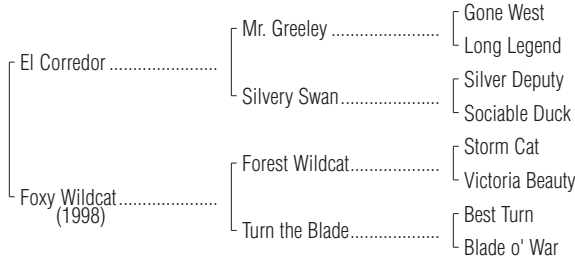 Gone West
Mr. Greeley ....................
Long Legend
El Corredor ....................
Silver Deputy
Silvery Swan ..................
Sociable Duck
Storm Cat
Forest Wildcat .................
Victoria Beauty
Foxy Wildcat ..................
(1998)
Best Turn
Turn the Blade .................
Blade o' War